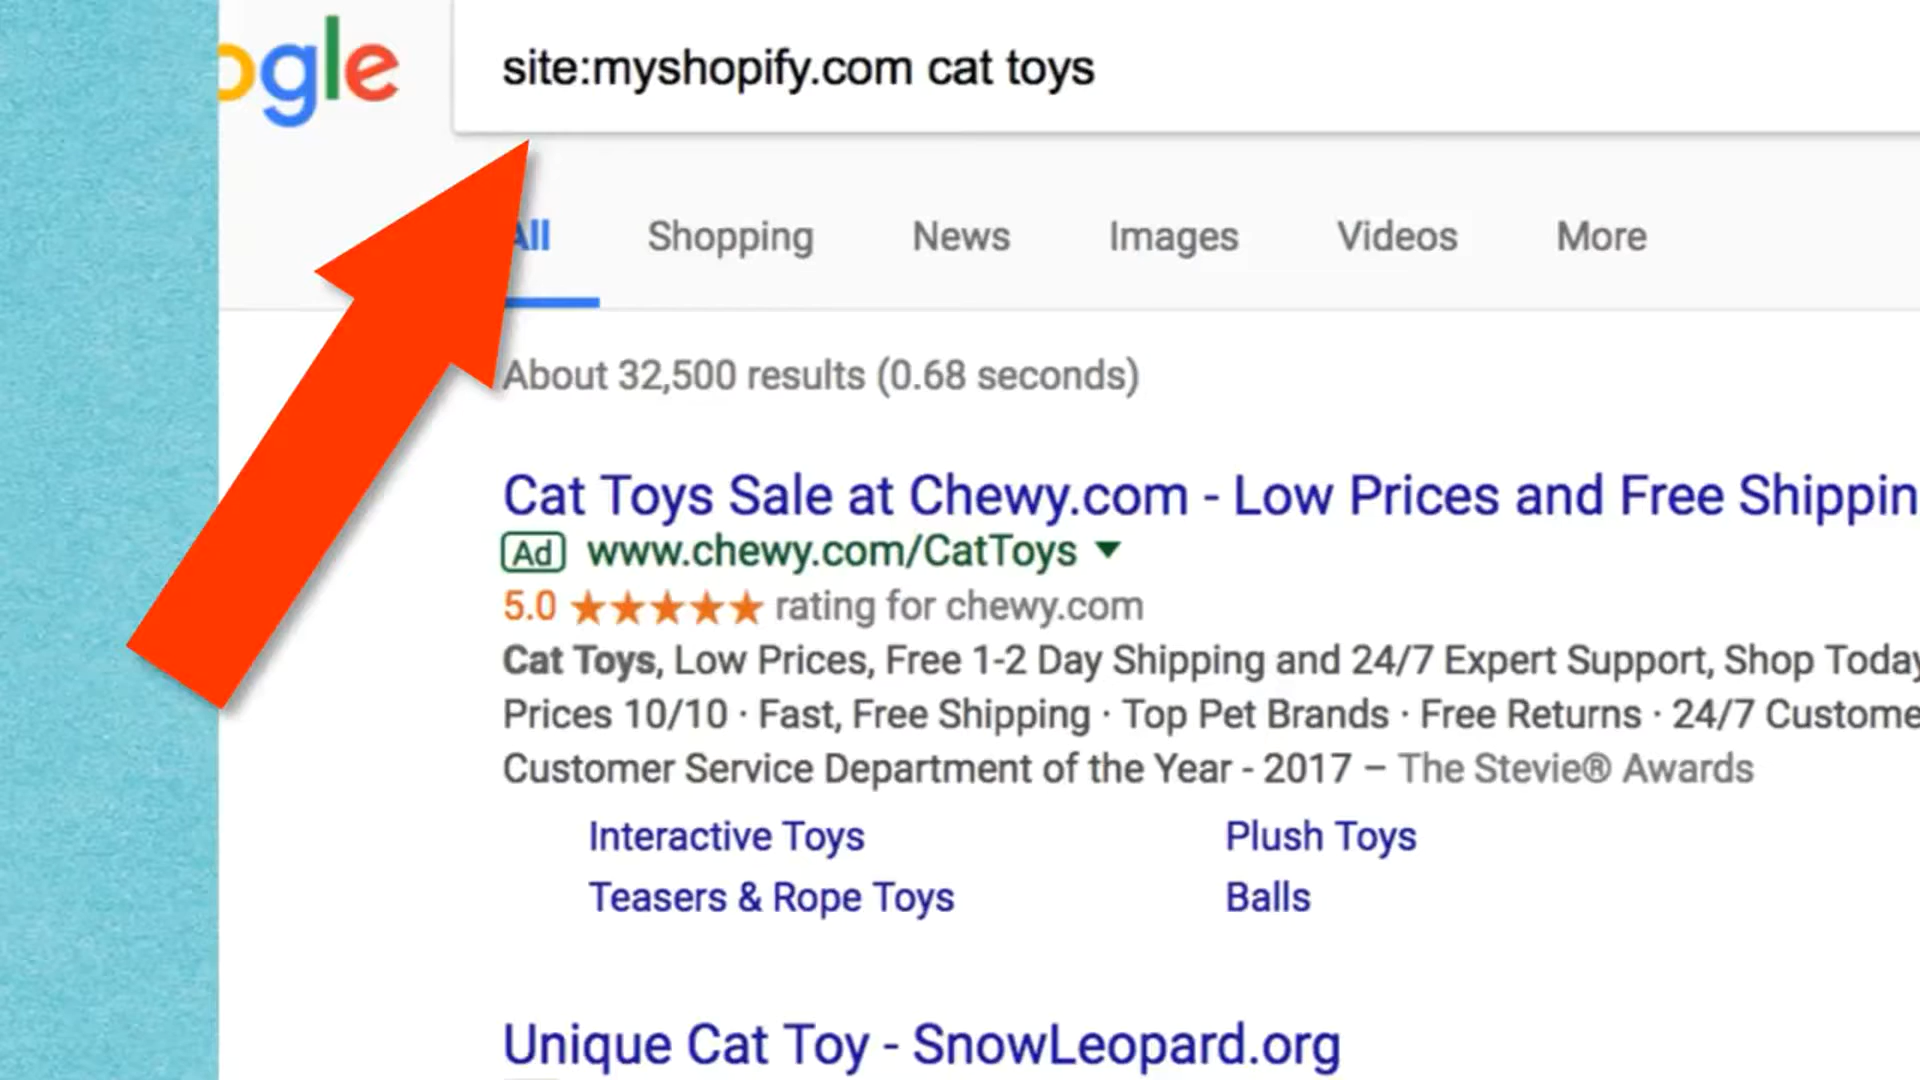 ogle
site:myshopify.com cat toys
All Shopping News Images Videos More
About 32,500 results (0.68 seconds)
Cat Toys Sale at Chewy.com - Low Prices and Free Shippin
Ad www.chewy.com/CatToys
5.0 rating for chewy.com
Cat Toys, Low Prices, Free 1-2 Day Shipping and 24/7 Expert Support, Shop Today
Prices 10/10 · Fast, Free Shipping · Top Pet Brands · Free Returns · 24/7 Custome
Customer Service Department of the Year - 2017 – The Stevie® Awards
Interactive Toys Plush Toys
Teasers & Rope Toys Balls
Unique Cat Toy - SnowLeopard.org